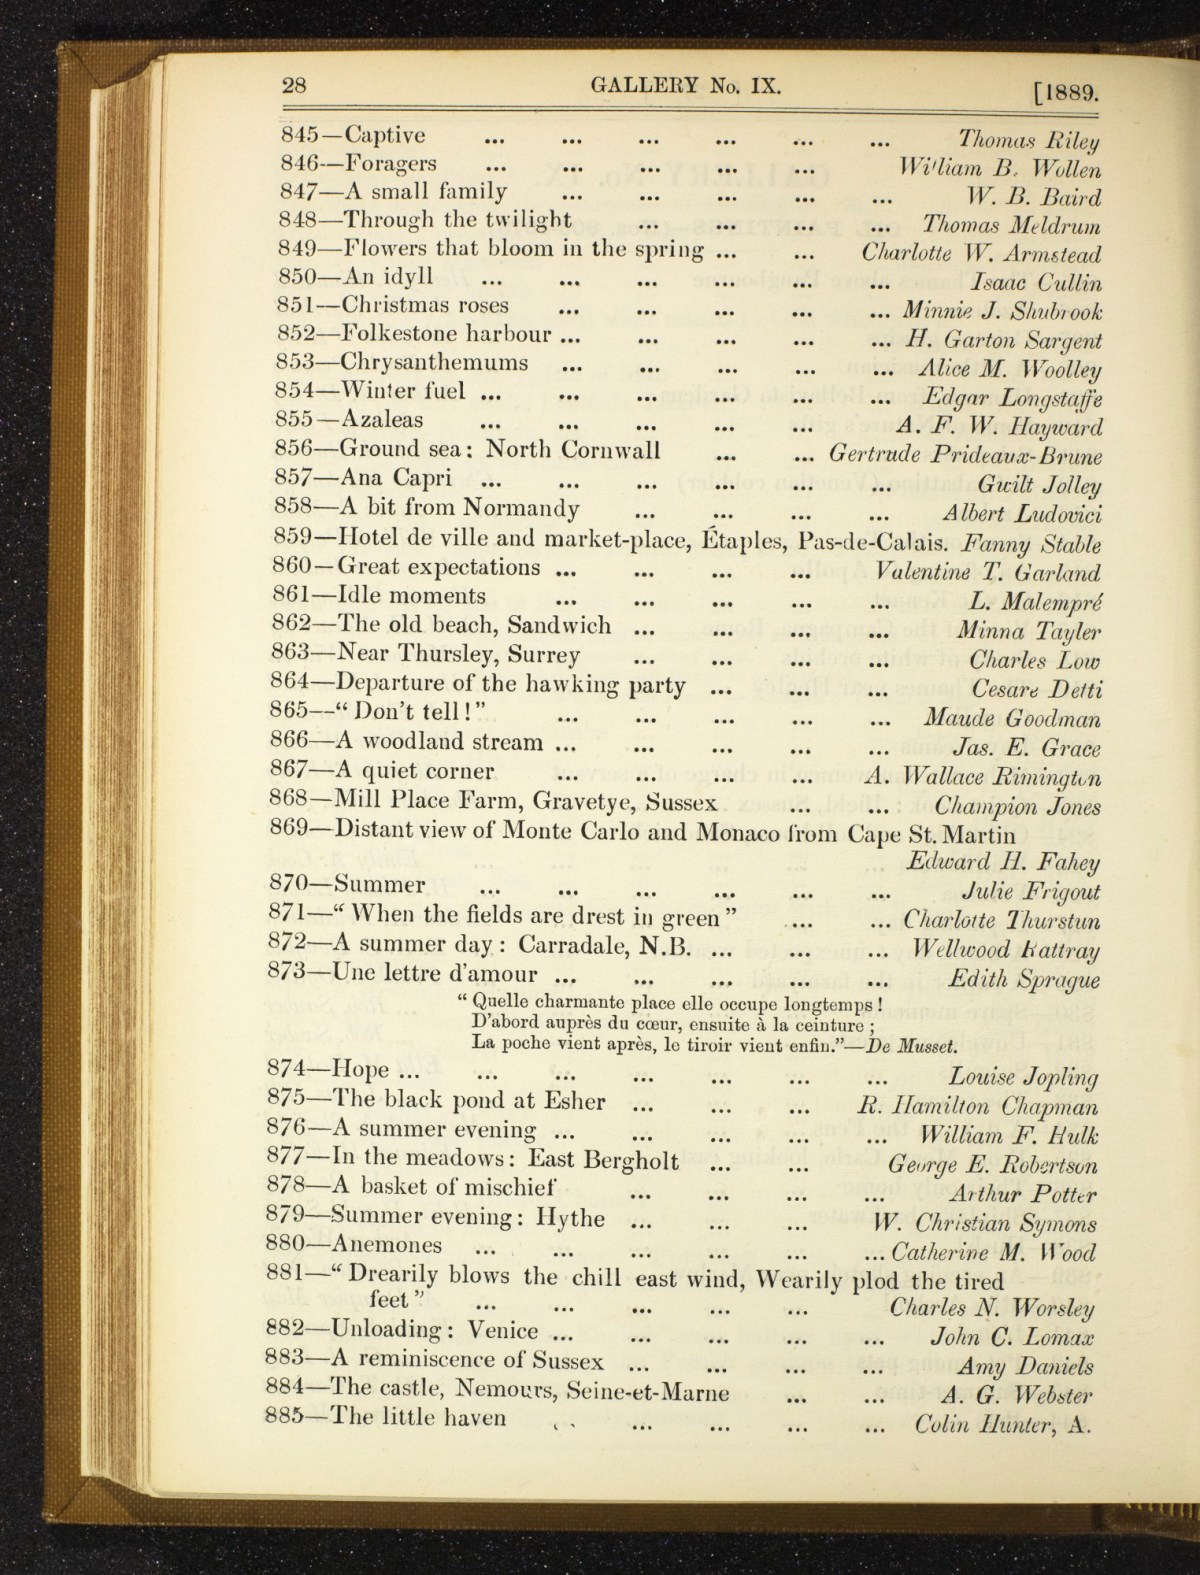 28 GALLERY No. IX. [1889.
845—Captive ... ... ... ... ... ... Thomas Riley
846—Foragers ... ... ... ... ... William B. Wollen
847—A small family ... ... ... ... ... W. B. Baird
848—Through the twilight ... ... ... ... Thomas Meldrum
849—Flowers that bloom in the spring ... ... Charlotte W. Armstead
850—An idyll ... ... ... ... ... ... Isaac Cullin
851—Christmas roses ... ... ... ... ... Minnie J. Shubrook
852—Folkestone harbour ... ... ... ... ... H. Garton Sargent
853—Chrysanthemums ... ... ... ... ... Alice M. Woolley
854—Winter fuel ... ... ... ... ... ... Edgar Longstaffe
855—Azaleas ... ... ... ... ... A. F. W. Hayward
856—Ground sea: North Cornwall ... ... Gertrude Prideaux-Brune
857—Ana Capri ... ... ... ... ... ... Gwilt Jolley
858—A bit from Normandy ... ... ... ... Albert Ludovici
859—Hotel de ville and market-place, Étaples, Pas-de-Calais. Fanny Stable
860—Great expectations ... ... ... ... Valentine T. Garland
861—Idle moments ... ... ... ... ... L. Malempré
862—The old beach, Sandwich ... ... ... ... Minna Tayler
863—Near Thursley, Surrey ... ... ... ... Charles Low
864—Departure of the hawking party ... ... ... Cesare Detti
865—“Don't tell!” ... ... ... ... ... Maude Goodman
866—A woodland stream ... ... ... ... ... Jas. E. Grace
867—A quiet corner ... ... ... ... A. Wallace Rimington
868—Mill Place Farm, Gravetye, Sussex ... ... Champion Jones
869—Distant view of Monte Carlo and Monaco from Cape St. Martin
Edward H. Fahey
870—Summer ... ... ... ... ... ... Julie Frigout
871—“When the fields are drest in green” ... ... Charlotte Thurstun
872—A summer day: Carradale, N.B. ... ... ... Wellwood Rattray
873—Une lettre d'amour ... ... ... ... ... Edith Sprague
“Quelle charmante place elle occupe longtemps!
D'abord auprès du cœur, ensuite à la ceinture;
La poche vient après, le tiroir vient enfin.”—De Musset.
874—Hope ... ... ... ... ... ... ... Louise Jopling
875—The black pond at Esher ... ... ... R. Hamilton Chapman
876—A summer evening ... ... ... ... ... William F. Hulk
877—In the meadows: East Bergholt ... ... George E. Robertson
878—A basket of mischief ... ... ... ... Arthur Potter
879—Summer evening: Hythe ... ... ... W. Christian Symons
880—Anemones ... ... ... ... ... ... Catherine M. Wood
881—“Drearily blows the chill east wind, Wearily plod the tired
feet” ... ... ... ... ... Charles N. Worsley
882—Unloading: Venice ... ... ... ... ... John C. Lomax
883—A reminiscence of Sussex ... ... ... ... Amy Daniels
884—The castle, Nemours, Seine-et-Marne ... ... A. G. Webster
885—The little haven ... ... ... ... ... Colin Hunter, A.